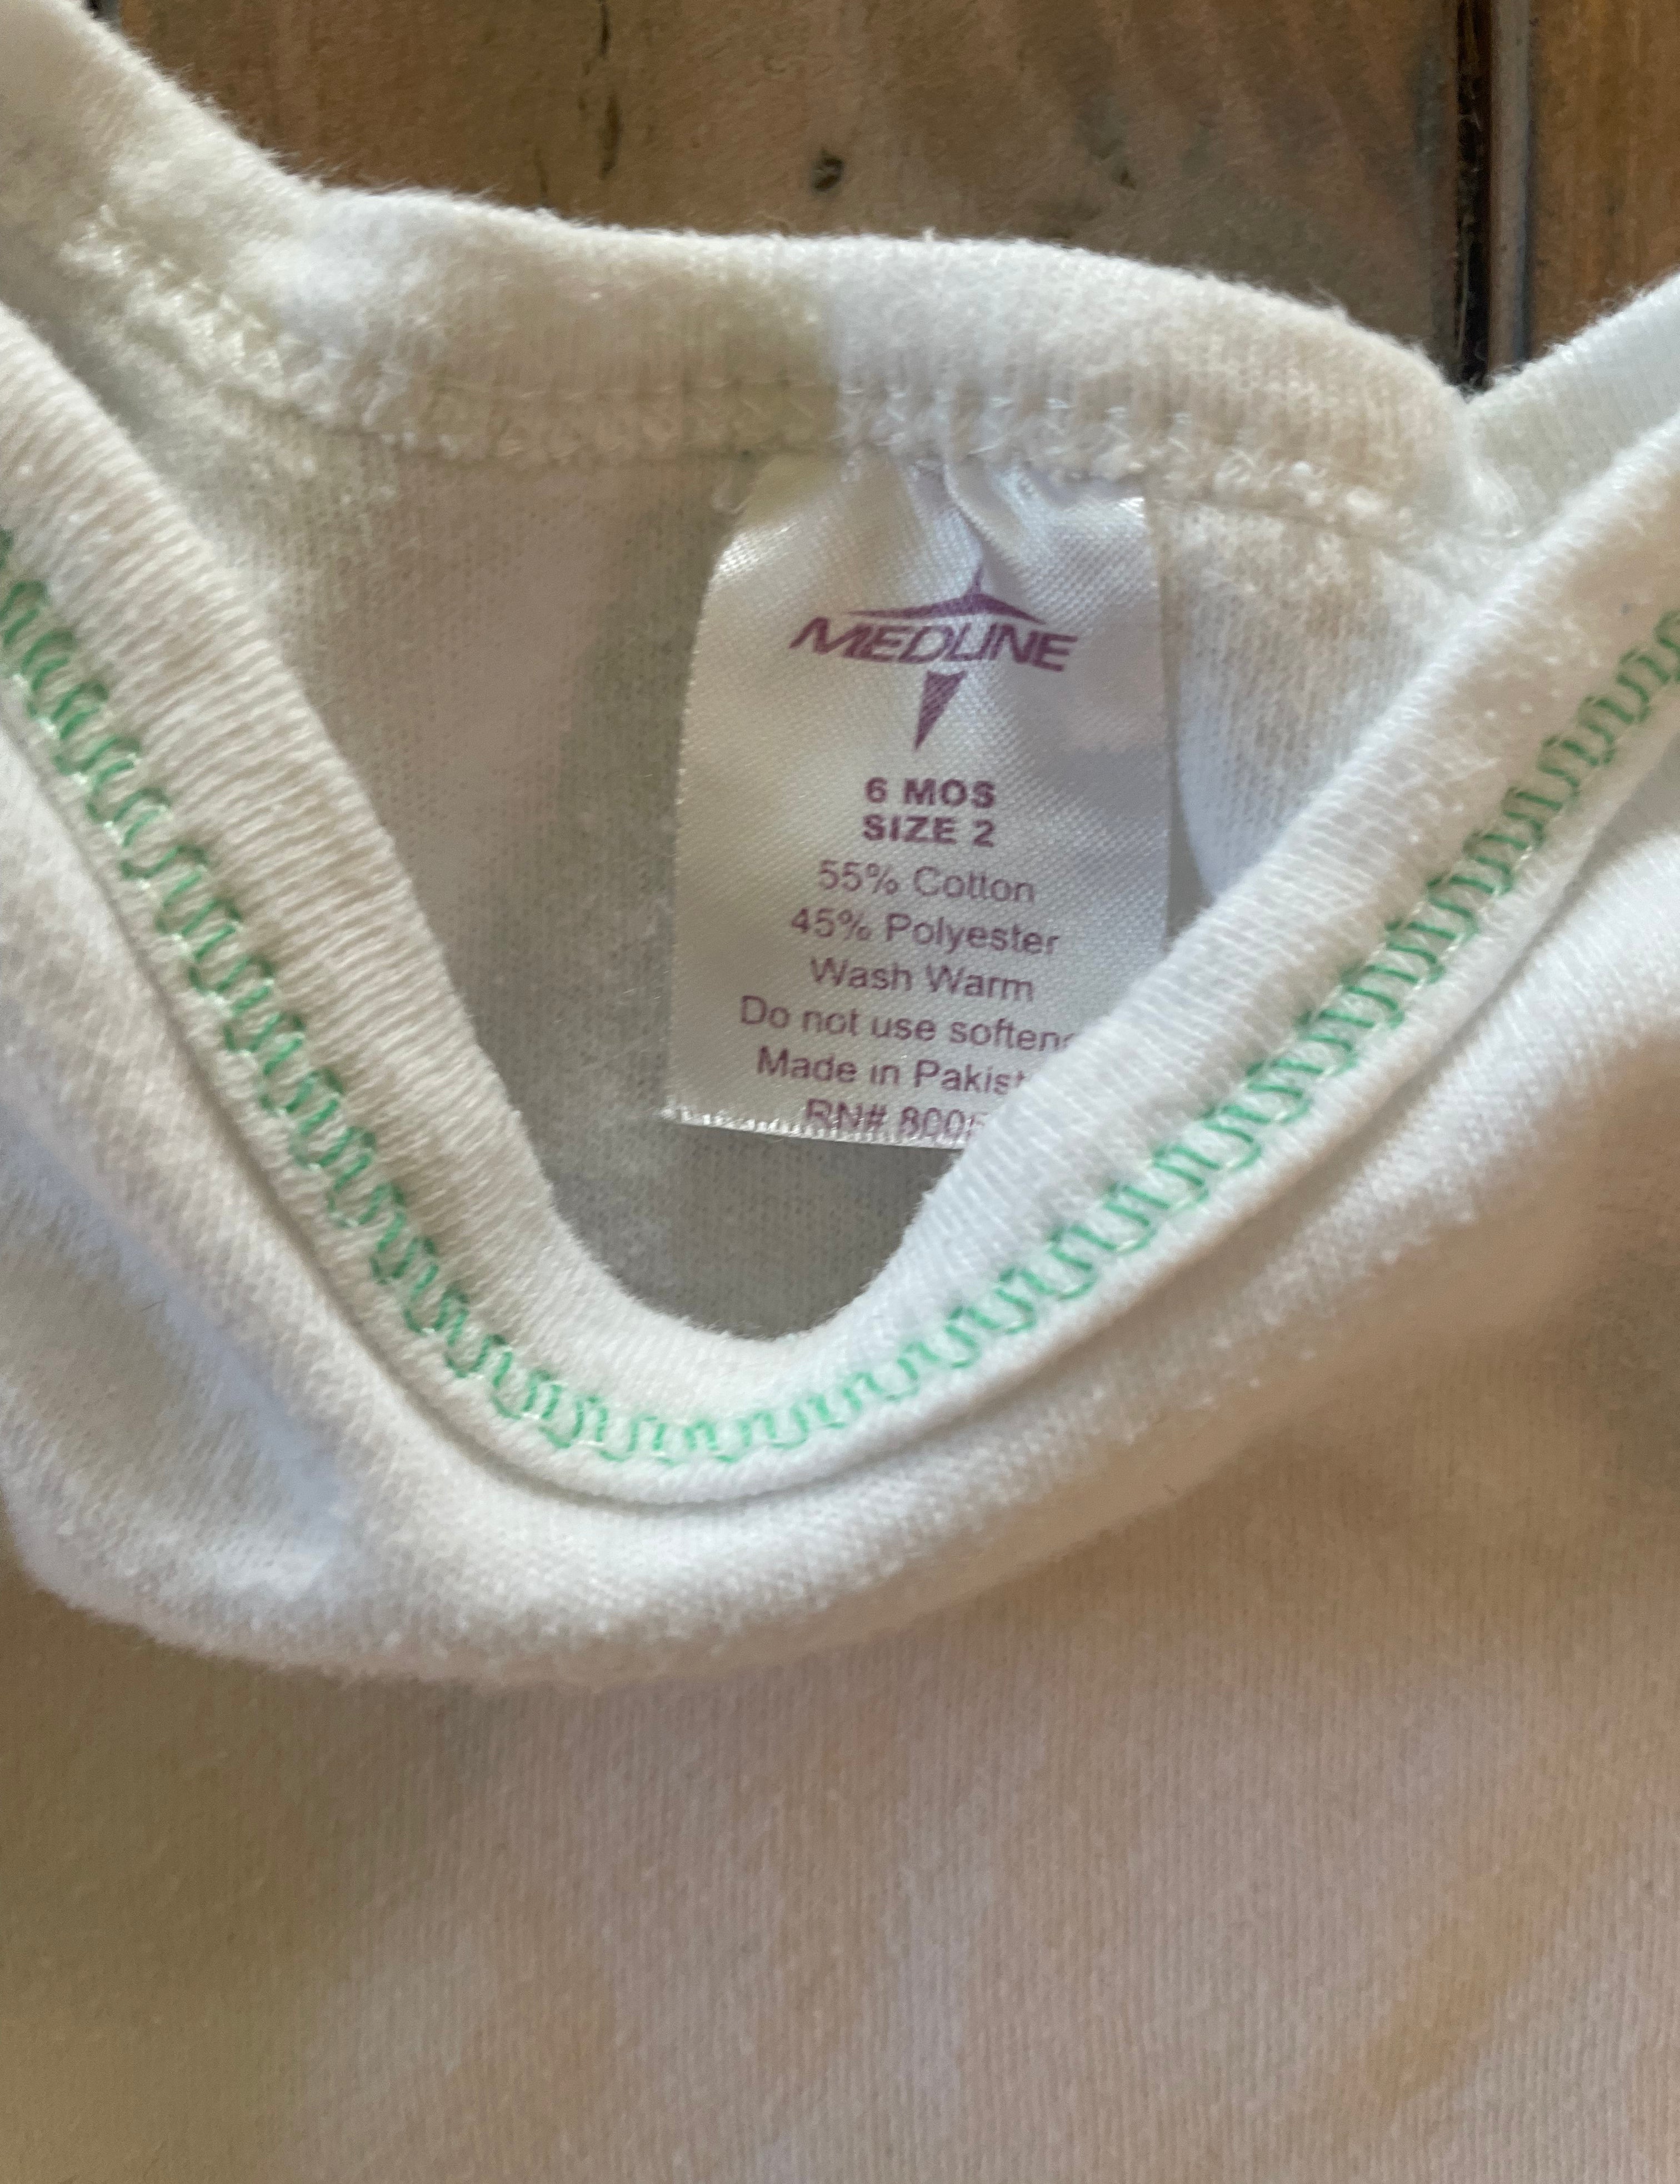 MEDLINE
6 MOS
SIZE 2
55% Cotton
45% Polyester
Wash Warm
Do not use
Made in
RN#